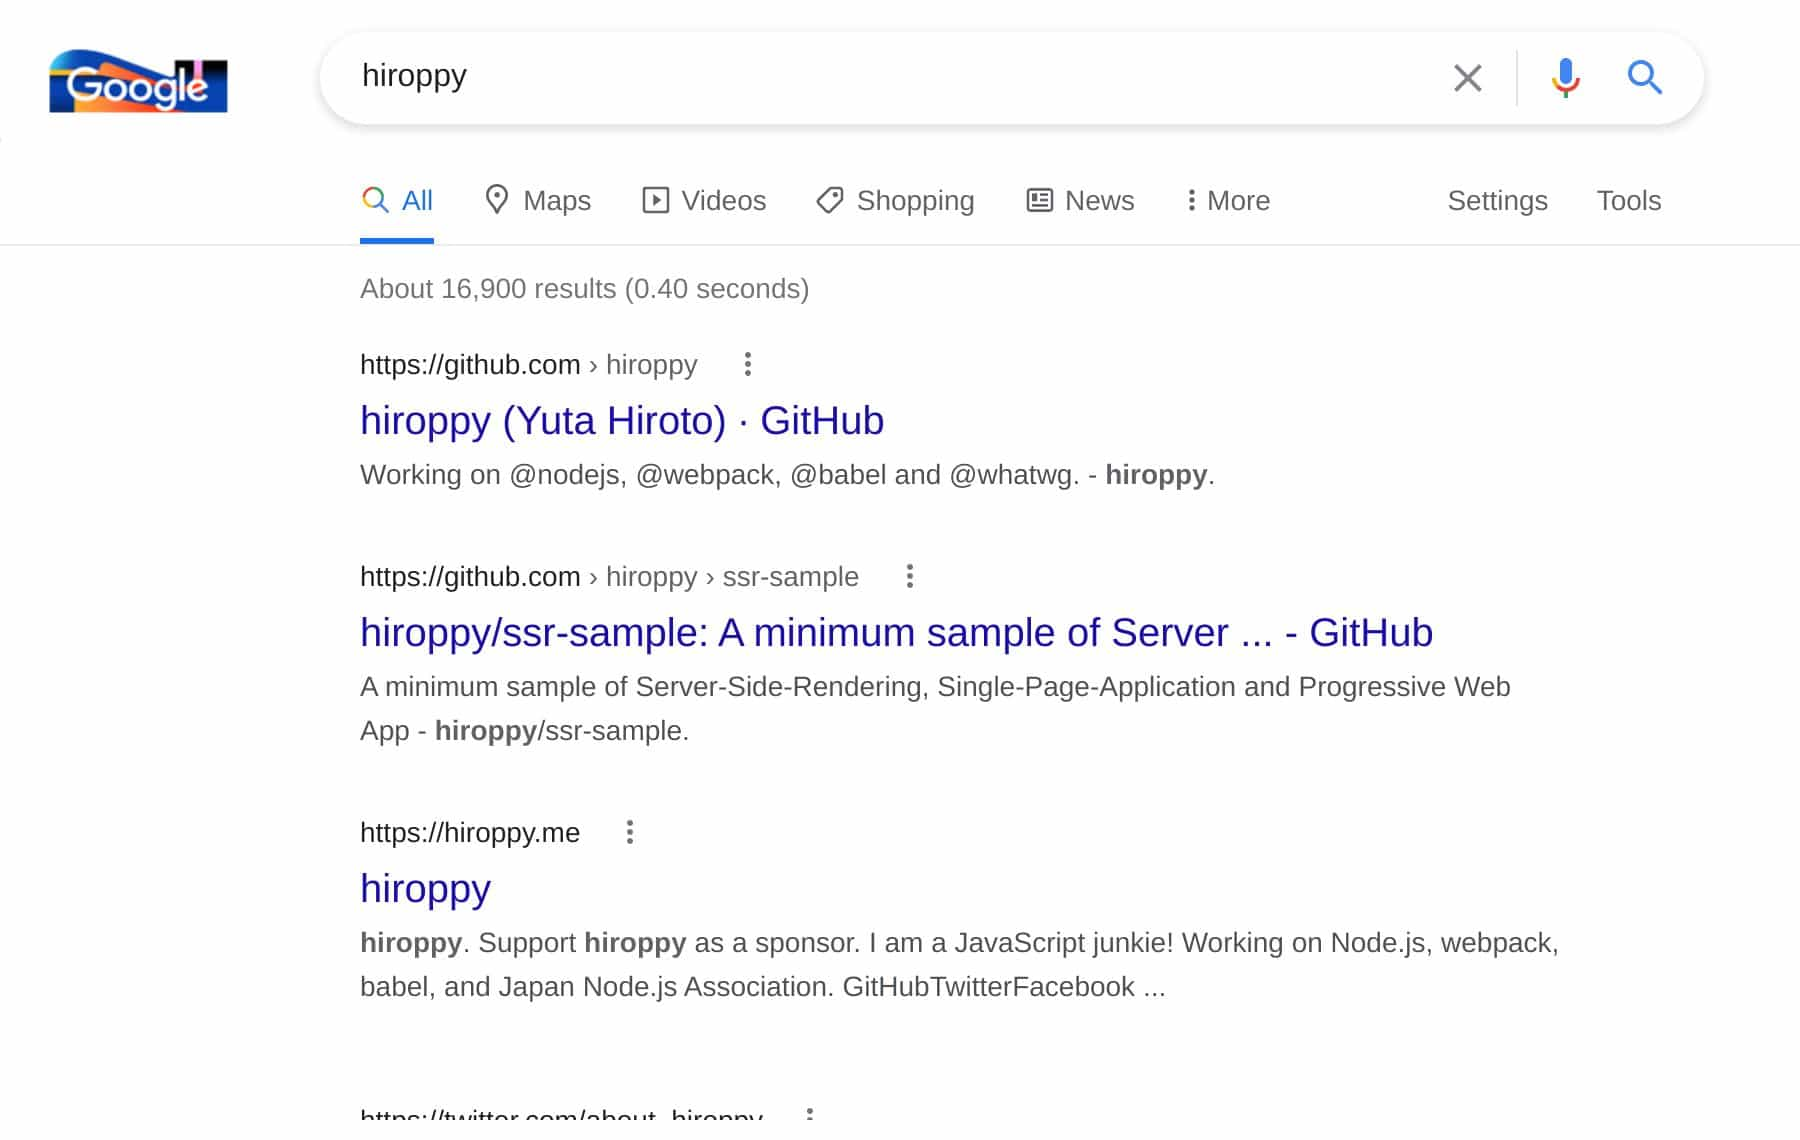 Google
hiroppy
All Maps Videos Shopping News More Settings Tools
About 16,900 results (0.40 seconds)
https://github.com › hiroppy
hiroppy (Yuta Hiroto) · GitHub
Working on @nodejs, @webpack, @babel and @whatwg. - hiroppy.
https://github.com › hiroppy › ssr-sample
hiroppy/ssr-sample: A minimum sample of Server ... - GitHub
A minimum sample of Server-Side-Rendering, Single-Page-Application and Progressive Web
App - hiroppy/ssr-sample.
https://hiroppy.me
hiroppy
hiroppy. Support hiroppy as a sponsor. I am a JavaScript junkie! Working on Node.js, webpack,
babel, and Japan Node.js Association. GitHubTwitterFacebook ...
https://twitter.com/about_hiroppy